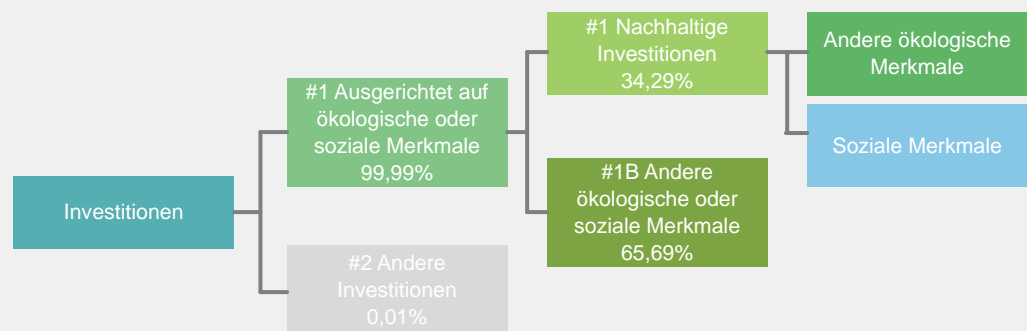 Investitionen
#1 Ausgerichtet auf
ökologische oder
soziale Merkmale
99,99%
#2 Andere
Investitionen
0,01%
#1 Nachhaltige
Investitionen
34,29%
#1B Andere
ökologische oder
soziale Merkmale
65,69%
Andere ökologische
Merkmale
Soziale Merkmale